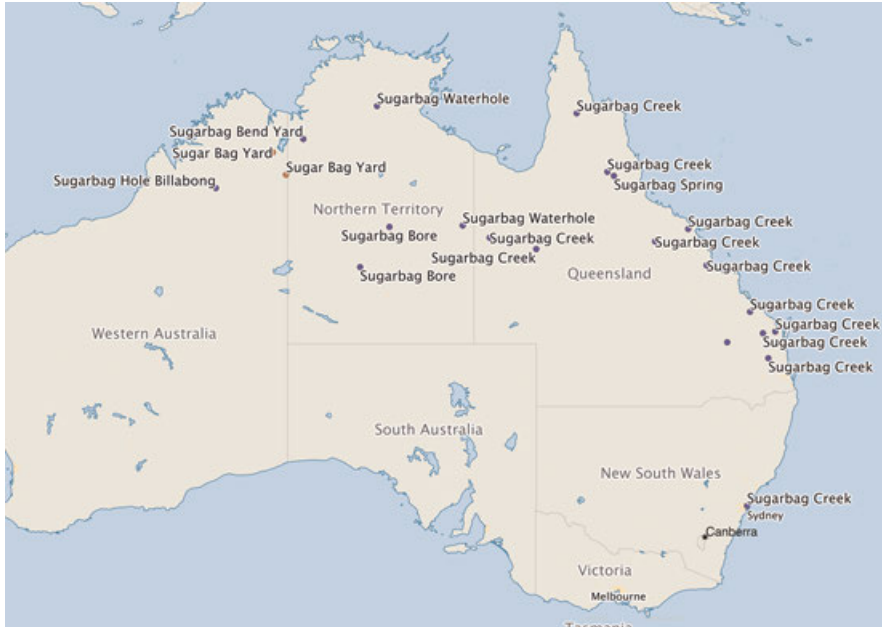 Sugarbag Waterhole
Sugarbag Creek
Sugarbag Bend Yard
Sugar Bag Yard
Sugar Bag Yard
Sugarbag Creek
Sugarbag Hole Billabong
Sugarbag Spring
Northern Territory
Sugarbag Waterhole
Sugarbag Creek
Sugarbag Bore
Sugarbag Creek
Sugarbag Creek
Sugarbag Creek
Sugarbag Creek
Sugarbag Bore
Queensland
Sugarbag Creek
Western Australia
Sugarbag Creek
Sugarbag Creek
Sugarbag Creek
South Australia
New South Wales
Sugarbag Creek
Sydney
Canberra
Victoria
Melbourne
Tasmania